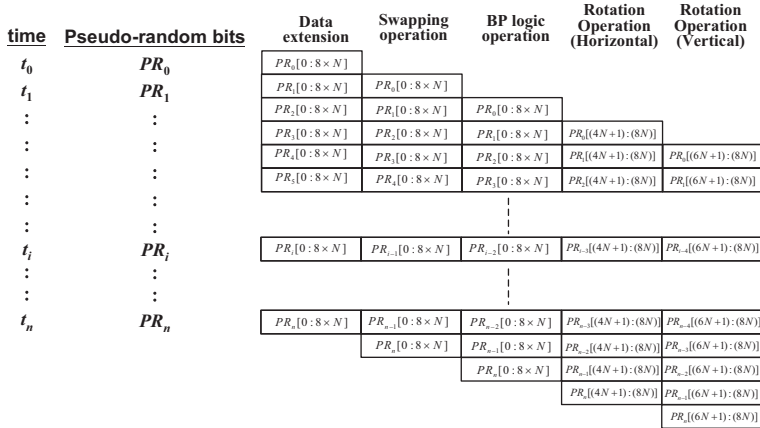 Data extension
Swapping operation
BP logic operation
Rotation Operation (Horizontal)
Rotation Operation (Vertical)
time Pseudo-random bits
t₀ PR₀ PR₀[0 : 8 × N]
t₁ PR₁ PR₁[0 : 8 × N] PR₀[0 : 8 × N]
: : PR₂[0 : 8 × N] PR₁[0 : 8 × N] PR₀[0 : 8 × N]
: : PR₃[0 : 8 × N] PR₂[0 : 8 × N] PR₁[0 : 8 × N] PR₀[(4N+1):(8N)]
: : PR₄[0 : 8 × N] PR₃[0 : 8 × N] PR₂[0 : 8 × N] PR₁[(4N+1):(8N)] PR₀[(6N+1):(8N)]
: : PR₅[0 : 8 × N] PR₄[0 : 8 × N] PR₃[0 : 8 × N] PR₂[(4N+1):(8N)] PR₁[(6N+1):(8N)]
: :
tᵢ PRᵢ PRᵢ[0 : 8 × N] PRᵢ₋₁[0 : 8 × N] PRᵢ₋₂[0 : 8 × N] PRᵢ₋₃[(4N+1):(8N)] PRᵢ₋₄[(6N+1):(8N)]
: :
: :
tₙ PRₙ PRₙ[0 : 8 × N] PRₙ₋₁[0 : 8 × N] PRₙ₋₂[0 : 8 × N] PRₙ₋₃[(4N+1):(8N)] PRₙ₋₄[(6N+1):(8N)]
PRₙ[0 : 8 × N] PRₙ₋₁[0 : 8 × N] PRₙ₋₂[(4N+1):(8N)] PRₙ₋₃[(6N+1):(8N)]
PRₙ[0 : 8 × N] PRₙ₋₁[(4N+1):(8N)] PRₙ₋₂[(6N+1):(8N)]
PRₙ[(4N+1):(8N)] PRₙ₋₁[(6N+1):(8N)]
PRₙ[(6N+1):(8N)]